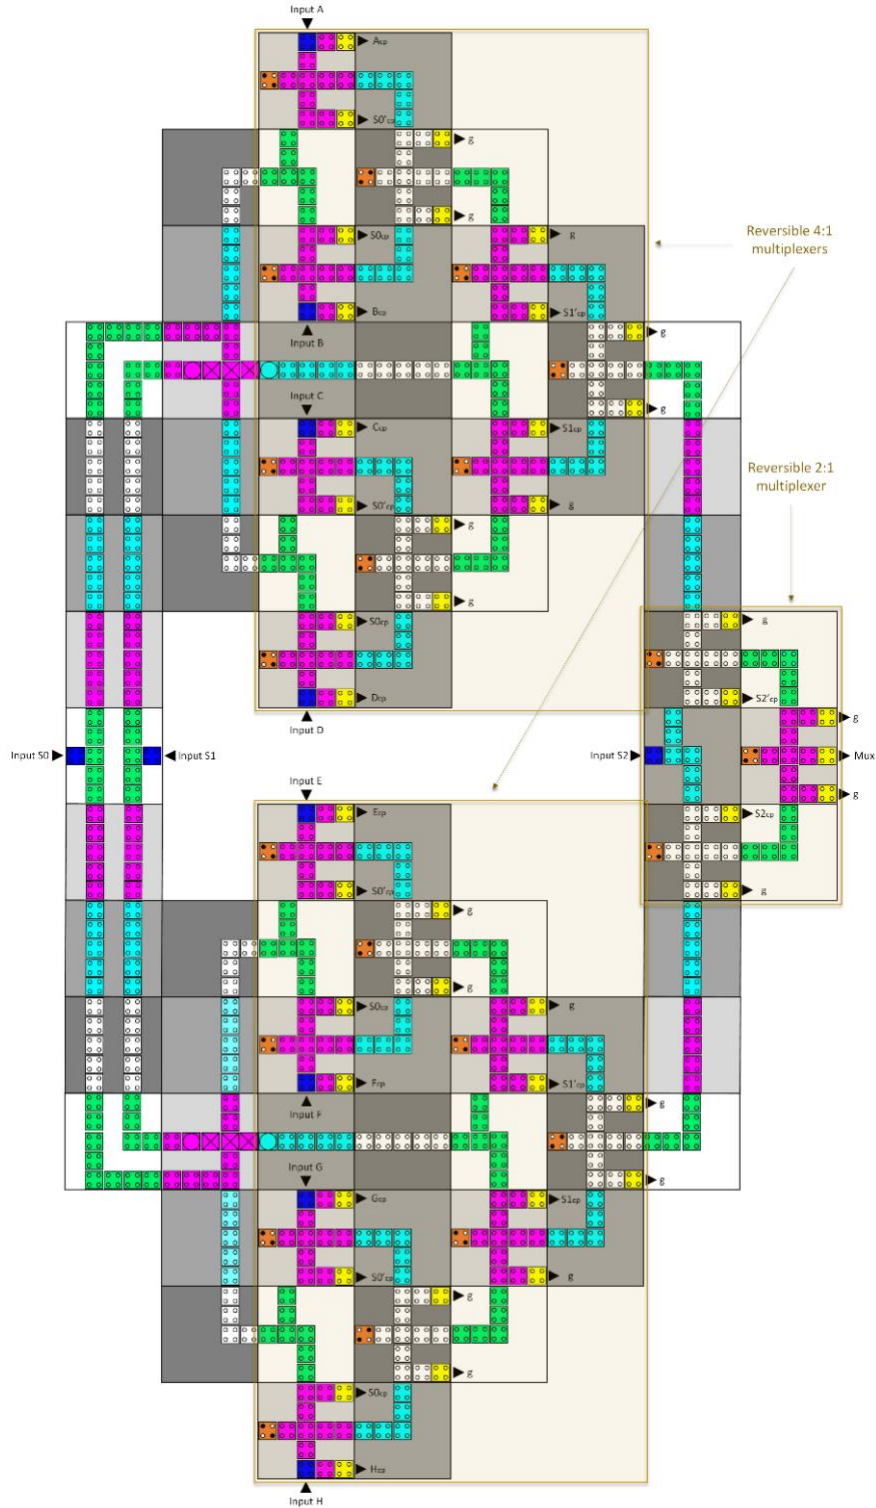 Input A
Acp
S0'cp
g
g
S0cp
g
Reversible 4:1
multiplexers
Bcp
S1'cp
Input B
g
Input C
g
Ccp
S1cp
S0'cp
g
Reversible 2:1
multiplexer
g
g
S0cp
g
Dcp
S2'cp
g
Input D
Input S0
Input S1
Input S2
Mux
Input E
g
Ecp
S2cp
S0'cp
g
g
g
S0cp
g
Fcp
S1'cp
g
Input F
Input G
g
Gcp
S1cp
S0'cp
g
g
g
S0cp
Hcp
Input H